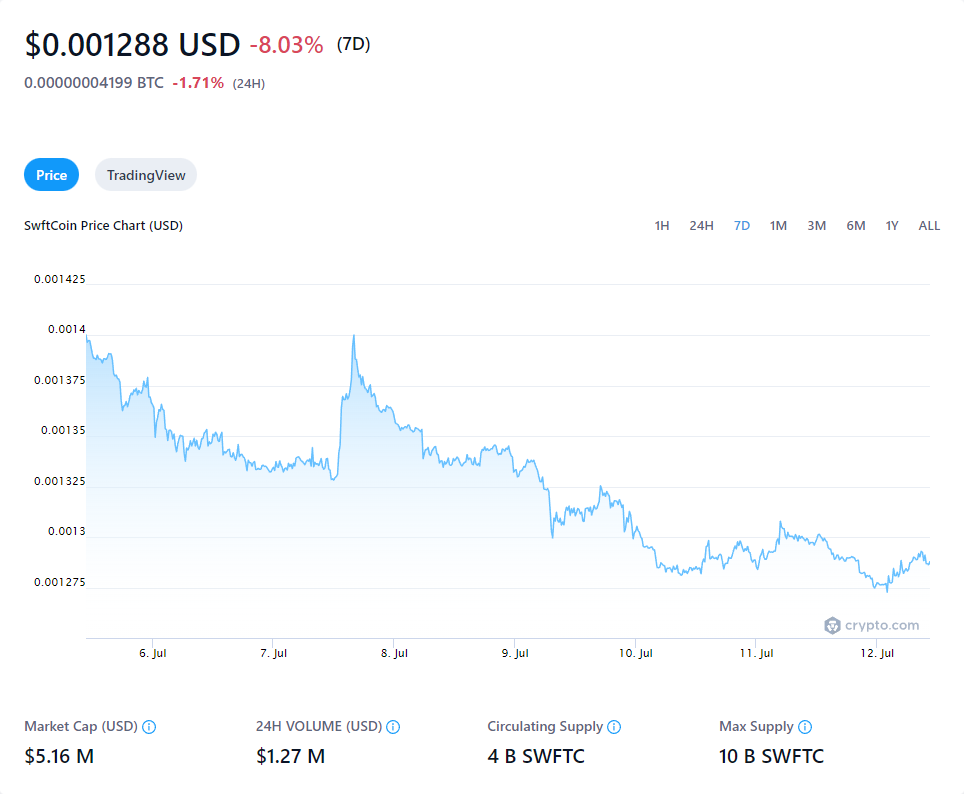 $0.001288 USD -8.03% (7D)
0.00000004199 BTC -1.71% (24H)
Price TradingView
SwftCoin Price Chart (USD) 1H 24H 7D 1M 3M 6M 1Y ALL
0.001425
0.0014
0.001375
0.00135
0.001325
0.0013
0.001275
crypto.com
6. Jul 7. Jul 8. Jul 9. Jul 10. Jul 11. Jul 12. Jul
Market Cap (USD) 24H VOLUME (USD) Circulating Supply Max Supply
$5.16 M $1.27 M 4 B SWFTC 10 B SWFTC